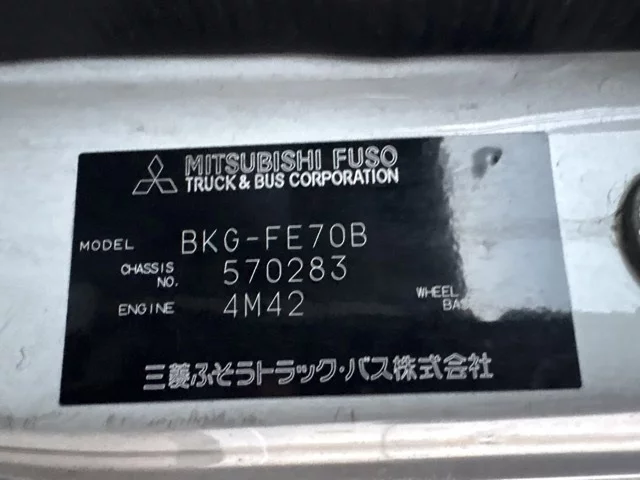 MITSUBISHI FUSO
TRUCK & BUS CORPORATION
MODEL BKG-FE70B
CHASSIS NO. 570283
ENGINE 4M42
WHEEL
三菱ふそうトラック・バス株式会社